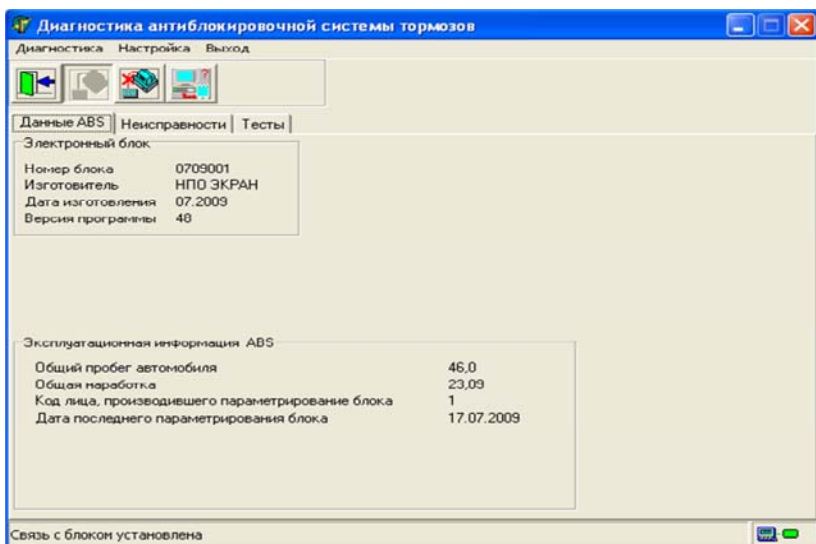 Диагностика антиблокировочной системы тормозов
Диагностика Настройка Выход
Данные ABS Неисправности Тесты
Электронный блок
Номер блока 0709001
Изготовитель НПО ЭКРАН
Дата изготовления 07.2009
Версия программы 48
Эксплуатационная информация ABS
Общий пробег автомобиля 46,0
Общая наработка 23,09
Код лица, производившего параметрирование блока 1
Дата последнего параметрирования блока 17.07.2009
Связь с блоком установлена